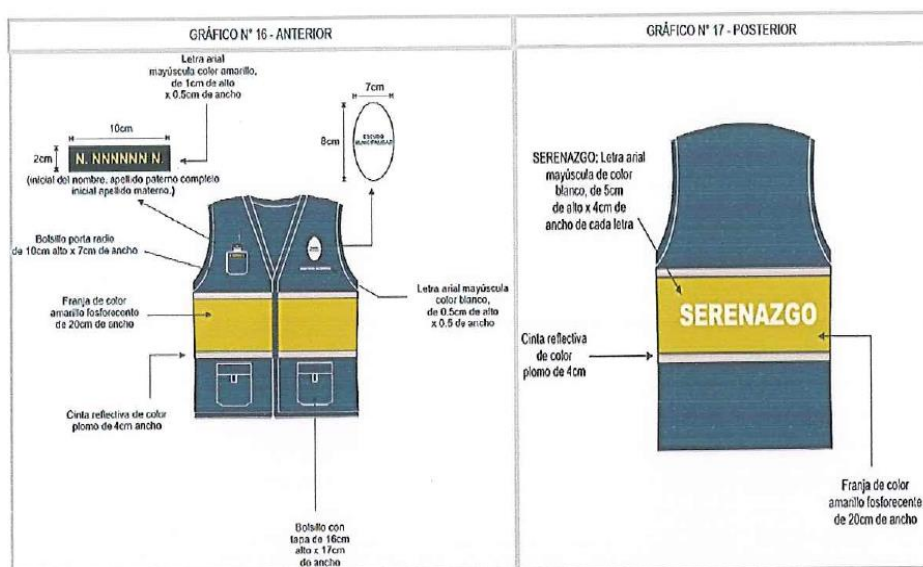 GRÁFICO N° 16 - ANTERIOR
Letra arial
mayúscula color amarillo,
de 1cm de alto
x 0.5cm de ancho
10cm
2cm
N. NNNNNN N
(inicial del nombre, apellido paterno completo
inicial apellido materno.)
7cm
8cm
ESCUDO
MUNICIPALIDAD
Bolsillo porta radio
de 10cm alto x 7cm de ancho
Franja de color
amarillo fosforecente
de 20cm de ancho
Cinta reflectiva de color
plomo de 4cm ancho
Letra arial mayúscula
color blanco,
de 0.5cm de alto
x 0.5 de ancho
Bolsillo con
tapa de 16cm
alto x 17cm
de ancho
GRÁFICO N° 17 - POSTERIOR
SERENAZGO: Letra arial
mayúscula de color
blanco, de 5cm
de alto x 4cm de
ancho de cada letra
SERENAZGO
Cinta reflectiva
de color
plomo de 4cm
Franja de color
amarillo fosforecente
de 20cm de ancho